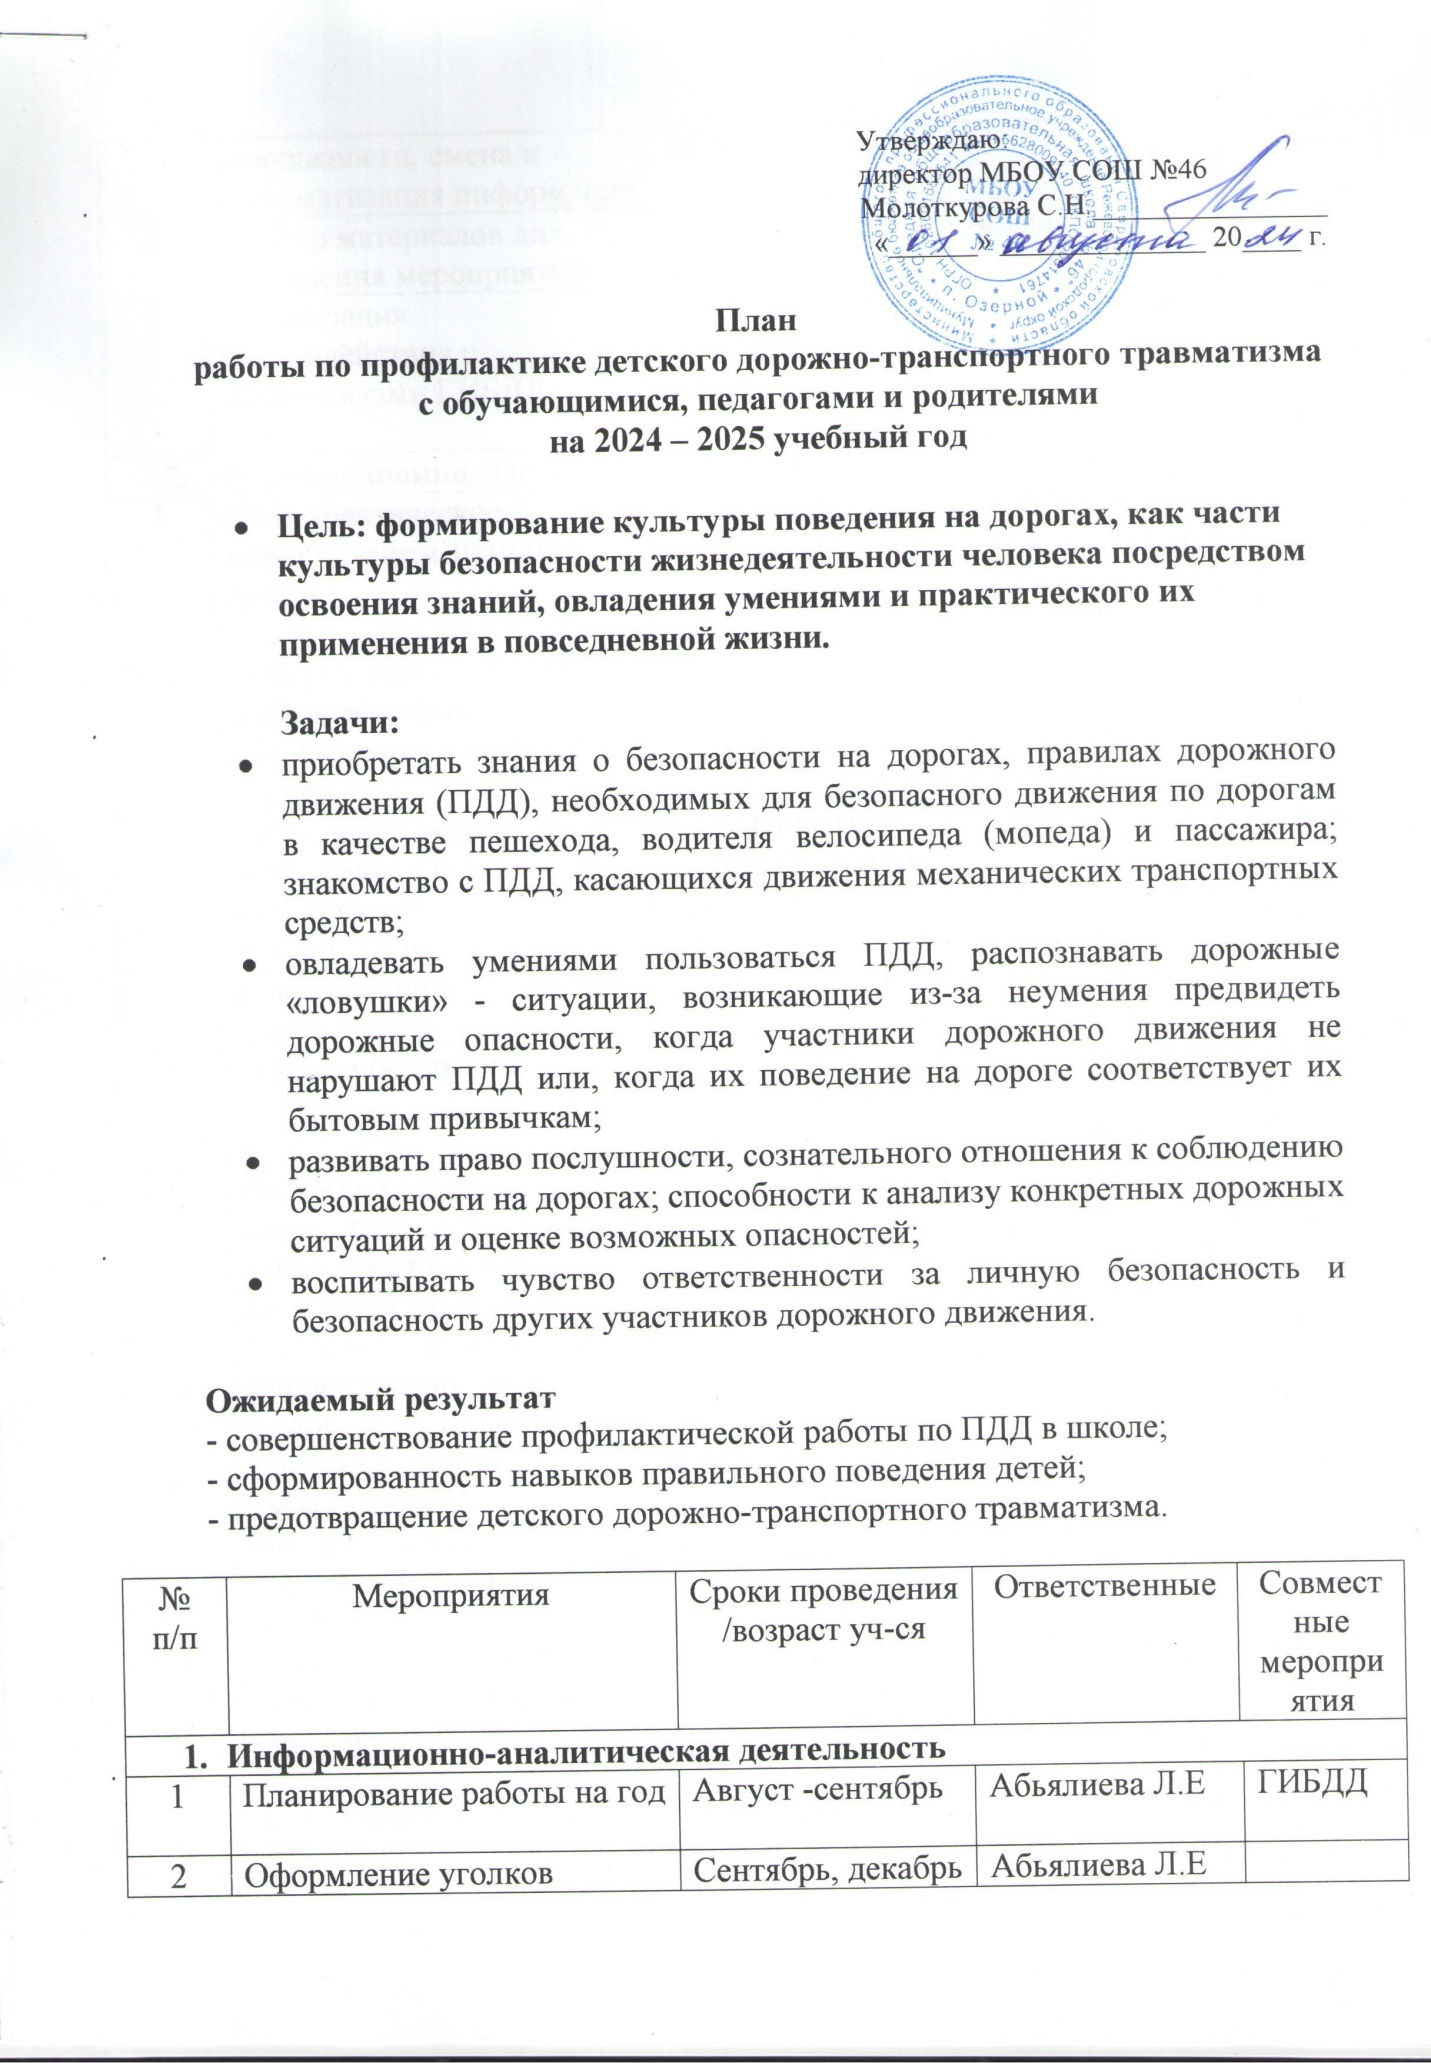 Утверждаю:
директор МБОУ СОШ №46
Молоткурова С.Н.
« 01 » августа 2024 г.
МБОУ
СОШ
№ 46
п. Озерной
План
работы по профилактике детского дорожно-транспортного травматизма
с обучающимися, педагогами и родителями
на 2024 – 2025 учебный год
• Цель: формирование культуры поведения на дорогах, как части
культуры безопасности жизнедеятельности человека посредством
освоения знаний, овладения умениями и практического их
применения в повседневной жизни.
Задачи:
• приобретать знания о безопасности на дорогах, правилах дорожного
движения (ПДД), необходимых для безопасного движения по дорогам
в качестве пешехода, водителя велосипеда (мопеда) и пассажира;
знакомство с ПДД, касающихся движения механических транспортных
средств;
• овладевать умениями пользоваться ПДД, распознавать дорожные
«ловушки» - ситуации, возникающие из-за неумения предвидеть
дорожные опасности, когда участники дорожного движения не
нарушают ПДД или, когда их поведение на дороге соответствует их
бытовым привычкам;
• развивать право послушности, сознательного отношения к соблюдению
безопасности на дорогах; способности к анализу конкретных дорожных
ситуаций и оценке возможных опасностей;
• воспитывать чувство ответственности за личную безопасность и
безопасность других участников дорожного движения.
Ожидаемый результат
- совершенствование профилактической работы по ПДД в школе;
- сформированность навыков правильного поведения детей;
- предотвращение детского дорожно-транспортного травматизма.
№ Мероприятия Сроки проведения Ответственные Совмест
п/п /возраст уч-ся ные
меропри
ятия
1. Информационно-аналитическая деятельность
1 Планирование работы на год Август -сентябрь Абьялиева Л.Е ГИБДД
2 Оформление уголков Сентябрь, декабрь Абьялиева Л.Е